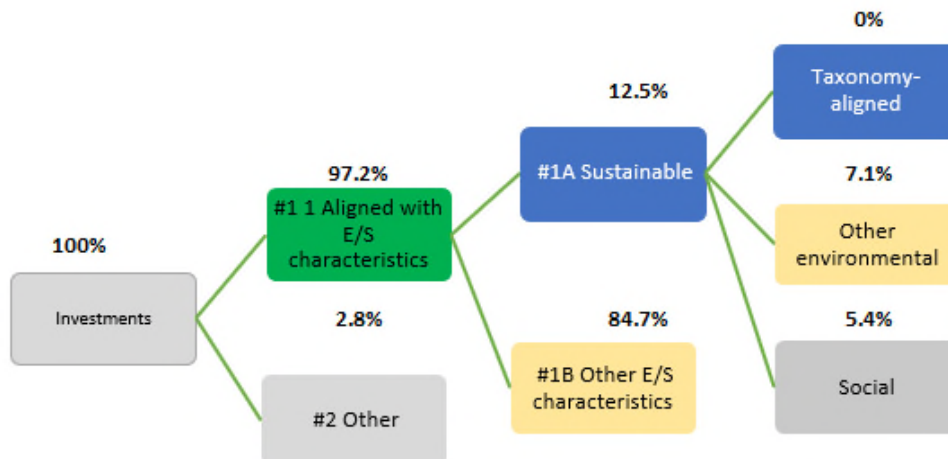 0%
Taxonomy-
aligned
12.5%
#1A Sustainable
97.2%
7.1%
#1 1 Aligned with
E/S
characteristics
Other
environmental
100%
Investments
2.8%
84.7%
5.4%
#1B Other E/S
characteristics
Social
#2 Other